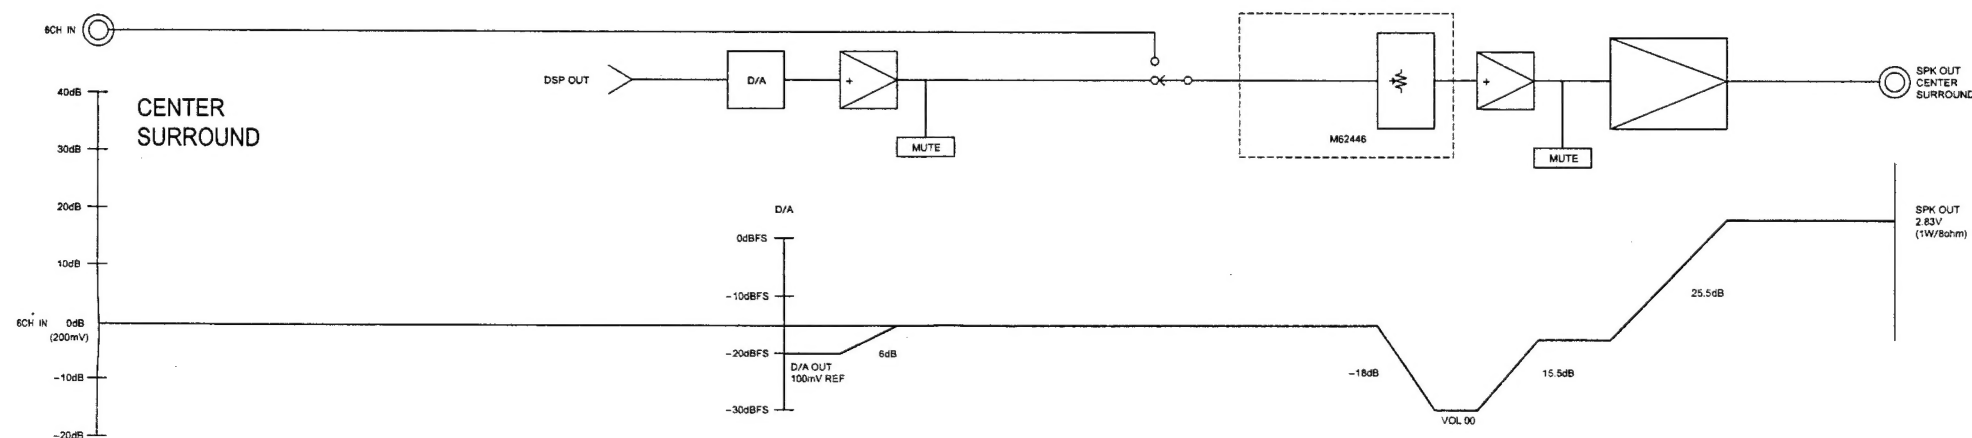 6CH IN
DSP OUT
D/A
+
MUTE
M62446
+
MUTE
SPK OUT
CENTER
SURROUND
CENTER
SURROUND
40dB
30dB
20dB
10dB
6CH IN 0dB
(200mV)
-10dB
-20dB
D/A
0dBFS
-10dBFS
-20dBFS
-30dBFS
D/A OUT
100mV REF
6dB
-18dB
VOL 00
15.5dB
25.5dB
SPK OUT
2.83V
(1W/8ohm)